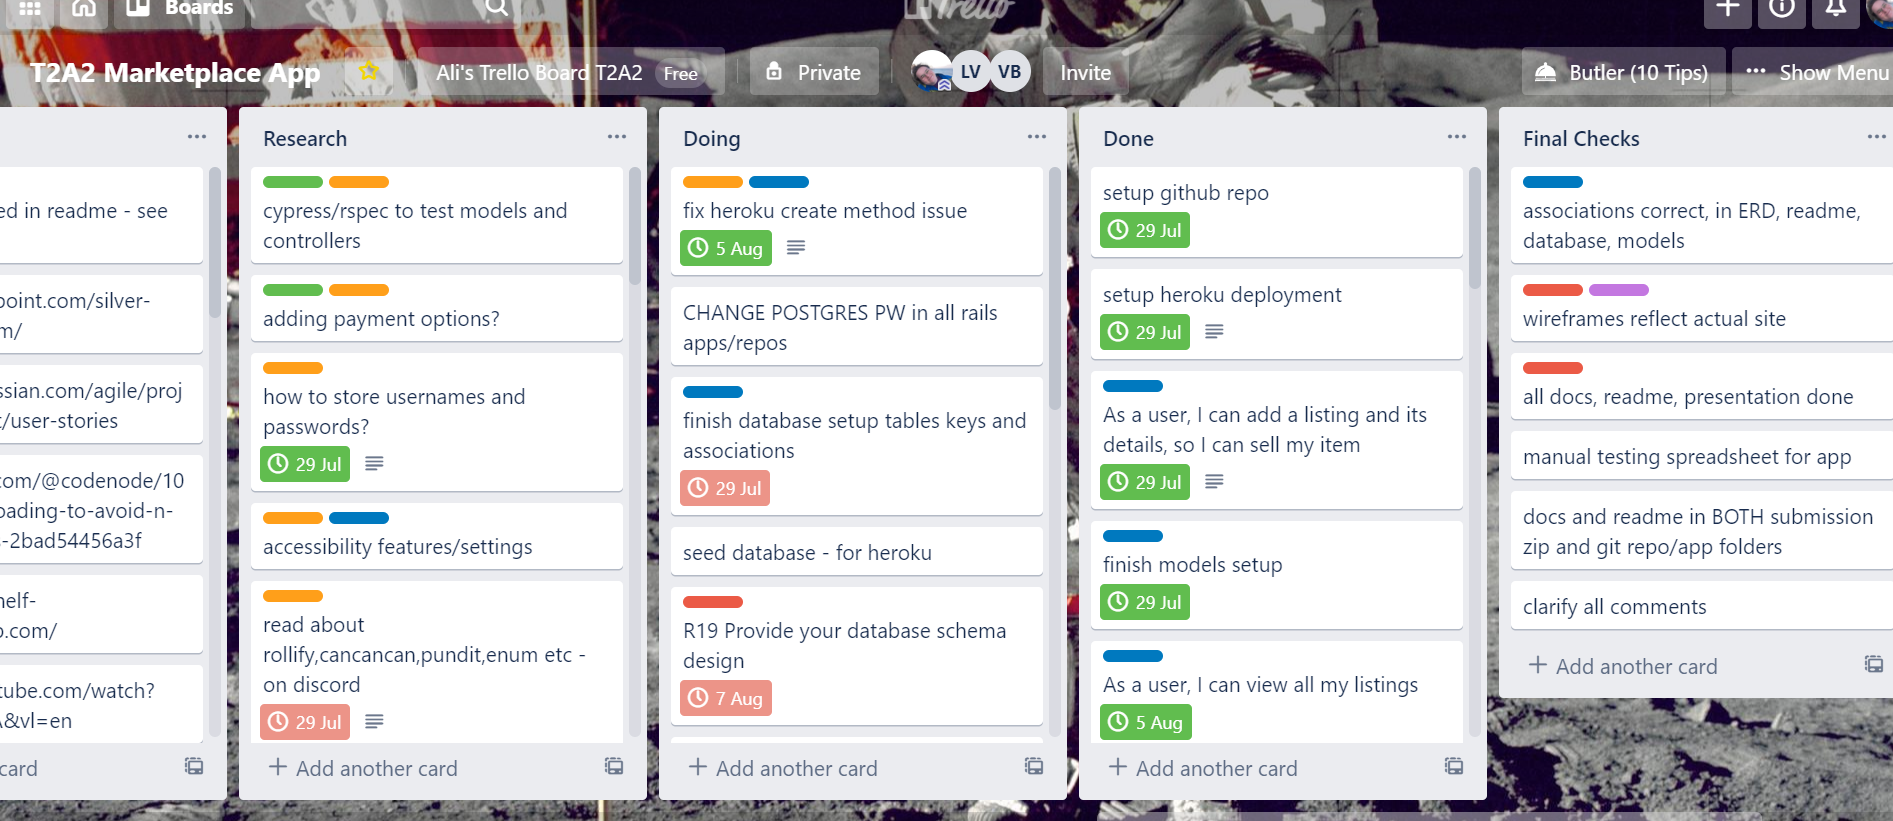 Boards
Trello
T2A2 Marketplace App
Ali's Trello Board T2A2
Free
Private
LV
VB
Invite
Butler (10 Tips)
Show Menu
ed in readme - see
point.com/silver-
m/
ssian.com/agile/proj
t/user-stories
com/@codenode/10
oading-to-avoid-n-
-2bad54456a3f
helf-
o.com/
tube.com/watch?
&vl=en
card
Research
cypress/rspec to test models and
controllers
adding payment options?
how to store usernames and
passwords?
29 Jul
accessibility features/settings
read about
rollify,cancancan,pundit,enum etc -
on discord
29 Jul
+ Add another card
Doing
fix heroku create method issue
5 Aug
CHANGE POSTGRES PW in all rails
apps/repos
finish database setup tables keys and
associations
29 Jul
seed database - for heroku
R19 Provide your database schema
design
7 Aug
+ Add another card
Done
setup github repo
29 Jul
setup heroku deployment
29 Jul
As a user, I can add a listing and its
details, so I can sell my item
29 Jul
finish models setup
29 Jul
As a user, I can view all my listings
5 Aug
+ Add another card
Final Checks
associations correct, in ERD, readme,
database, models
wireframes reflect actual site
all docs, readme, presentation done
manual testing spreadsheet for app
docs and readme in BOTH submission
zip and git repo/app folders
clarify all comments
+ Add another card